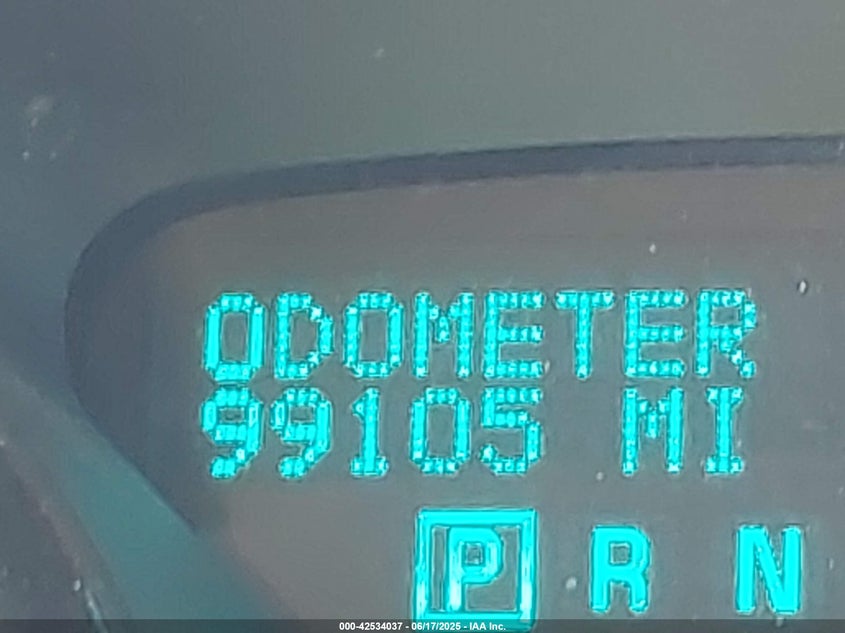 ODOMETER
99105 MI
P R N
000-42534037 - 06/17/2025 - IAA Inc.